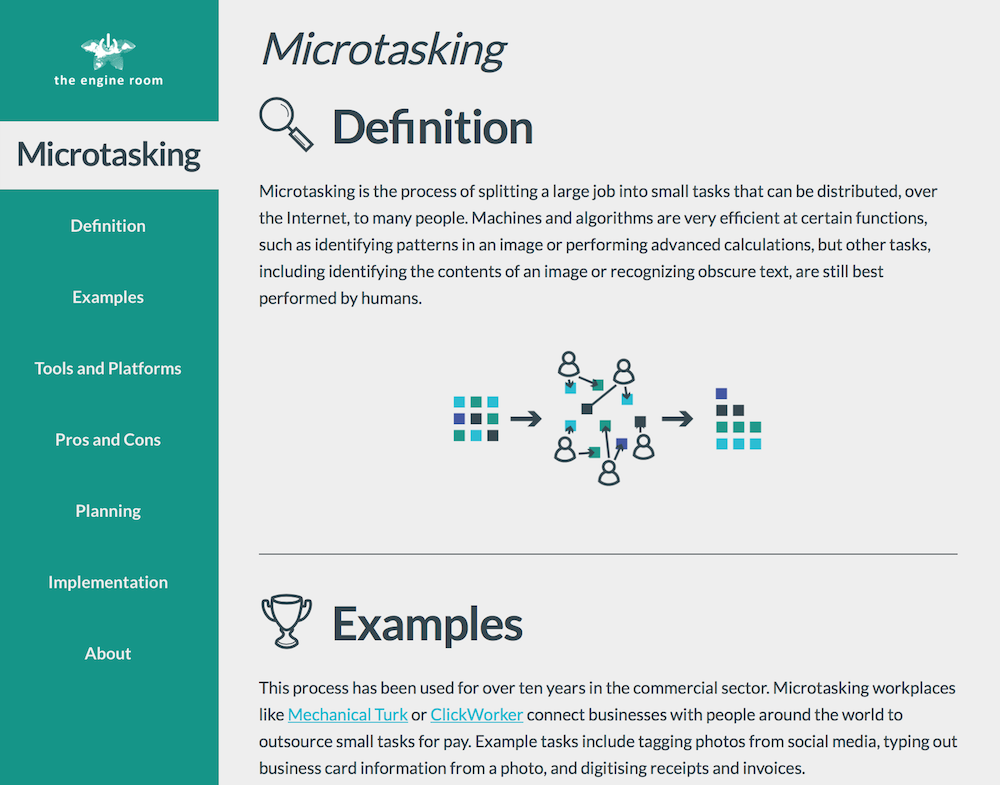 the engine room
Microtasking
Definition
Examples
Tools and Platforms
Pros and Cons
Planning
Implementation
About
Microtasking
Definition
Microtasking is the process of splitting a large job into small tasks that can be distributed, over
the Internet, to many people. Machines and algorithms are very efficient at certain functions,
such as identifying patterns in an image or performing advanced calculations, but other tasks,
including identifying the contents of an image or recognizing obscure text, are still best
performed by humans.
Examples
This process has been used for over ten years in the commercial sector. Microtasking workplaces
like Mechanical Turk or ClickWorker connect businesses with people around the world to
outsource small tasks for pay. Example tasks include tagging photos from social media, typing out
business card information from a photo, and digitising receipts and invoices.